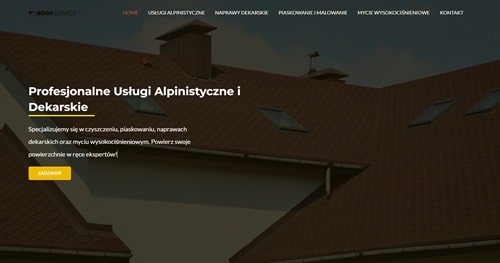 ROOFSERVICE
HOME USŁUGI ALPINISTYCZNE NAPRAWY DEKARSKIE PIASKOWANIE I MALOWANIE MYCIE WYSOKOCIŚNIENIOWE KONTAKT
Profesjonalne Usługi Alpinistyczne i
Dekarskie
Specjalizujemy się w czyszczeniu, piaskowaniu, naprawach
dekarskich oraz myciu wysokociśnieniowym. Powierz swoje
powierzchnie w ręce ekspertów!
ZADZWOŃ